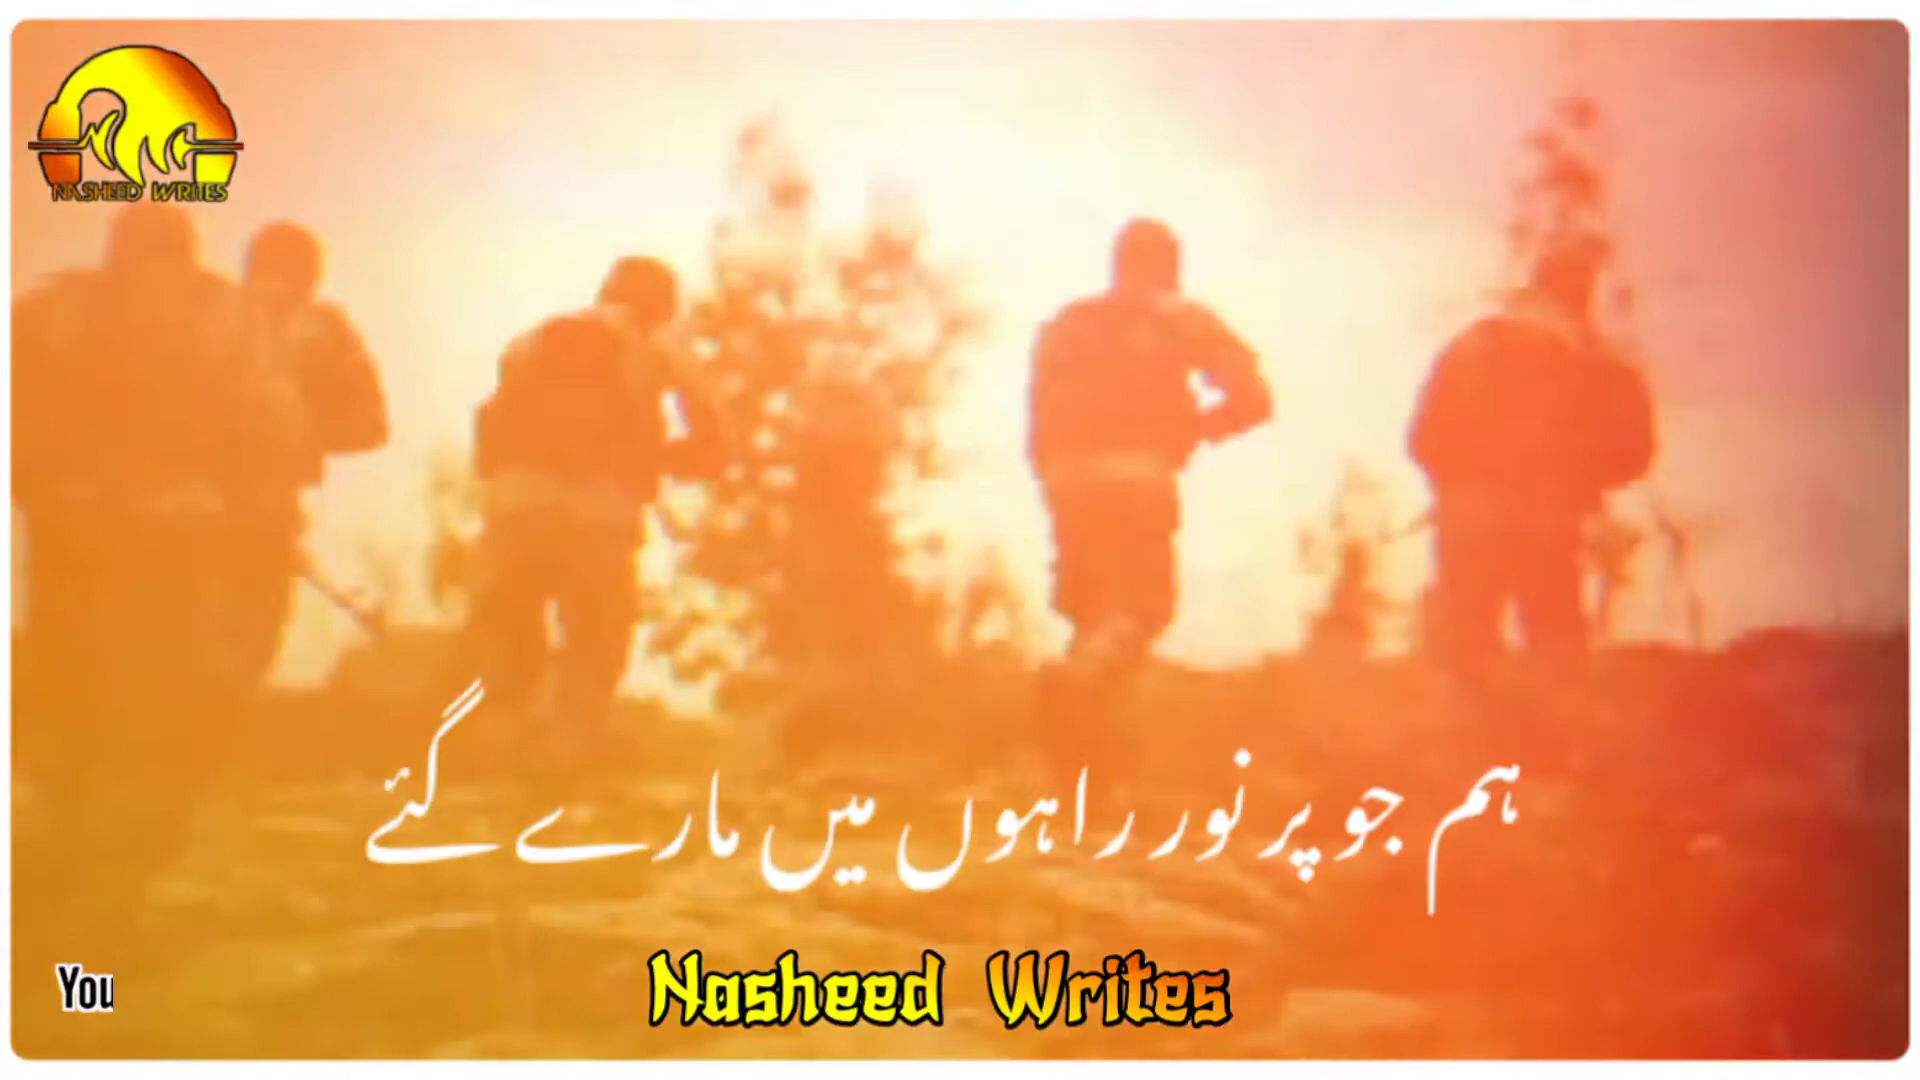 NASHEED WRITES
ہم جو پر نور راہوں میں مارے گئے
You
Nasheed Writes